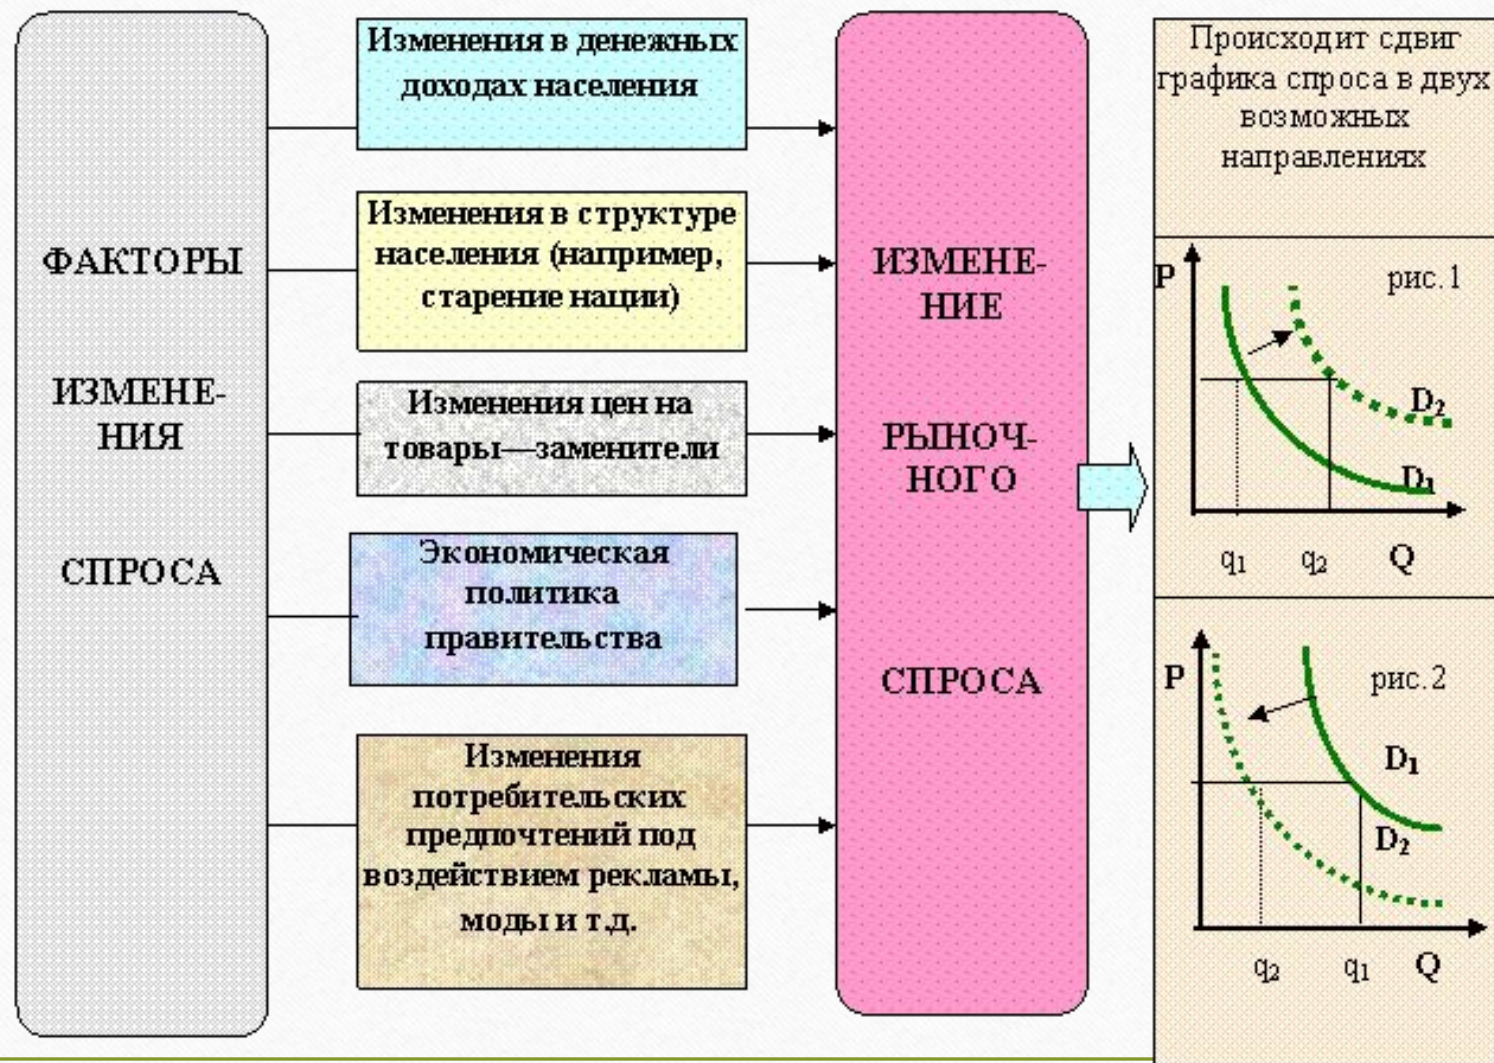 ФАКТОРЫ
ИЗМЕНЕ-
НИЯ
СПРОСА
Изменения в денежных
доходах населения
Изменения в структуре
населения (например,
старение нации)
Изменения цен на
товары—заменители
Экономическая
политика
правительства
Изменения
потребительских
предпочтений под
воздействием рекламы,
моды и т.д.
ИЗМЕНЕ-
НИЕ
РЫНОЧ-
НОГО
СПРОСА
Происходит сдвиг
графика спроса в двух
возможных
направлениях
P рис.1
D₂
D₁
q₁ q₂ Q
P рис.2
D₁
D₂
q₂ q₁ Q